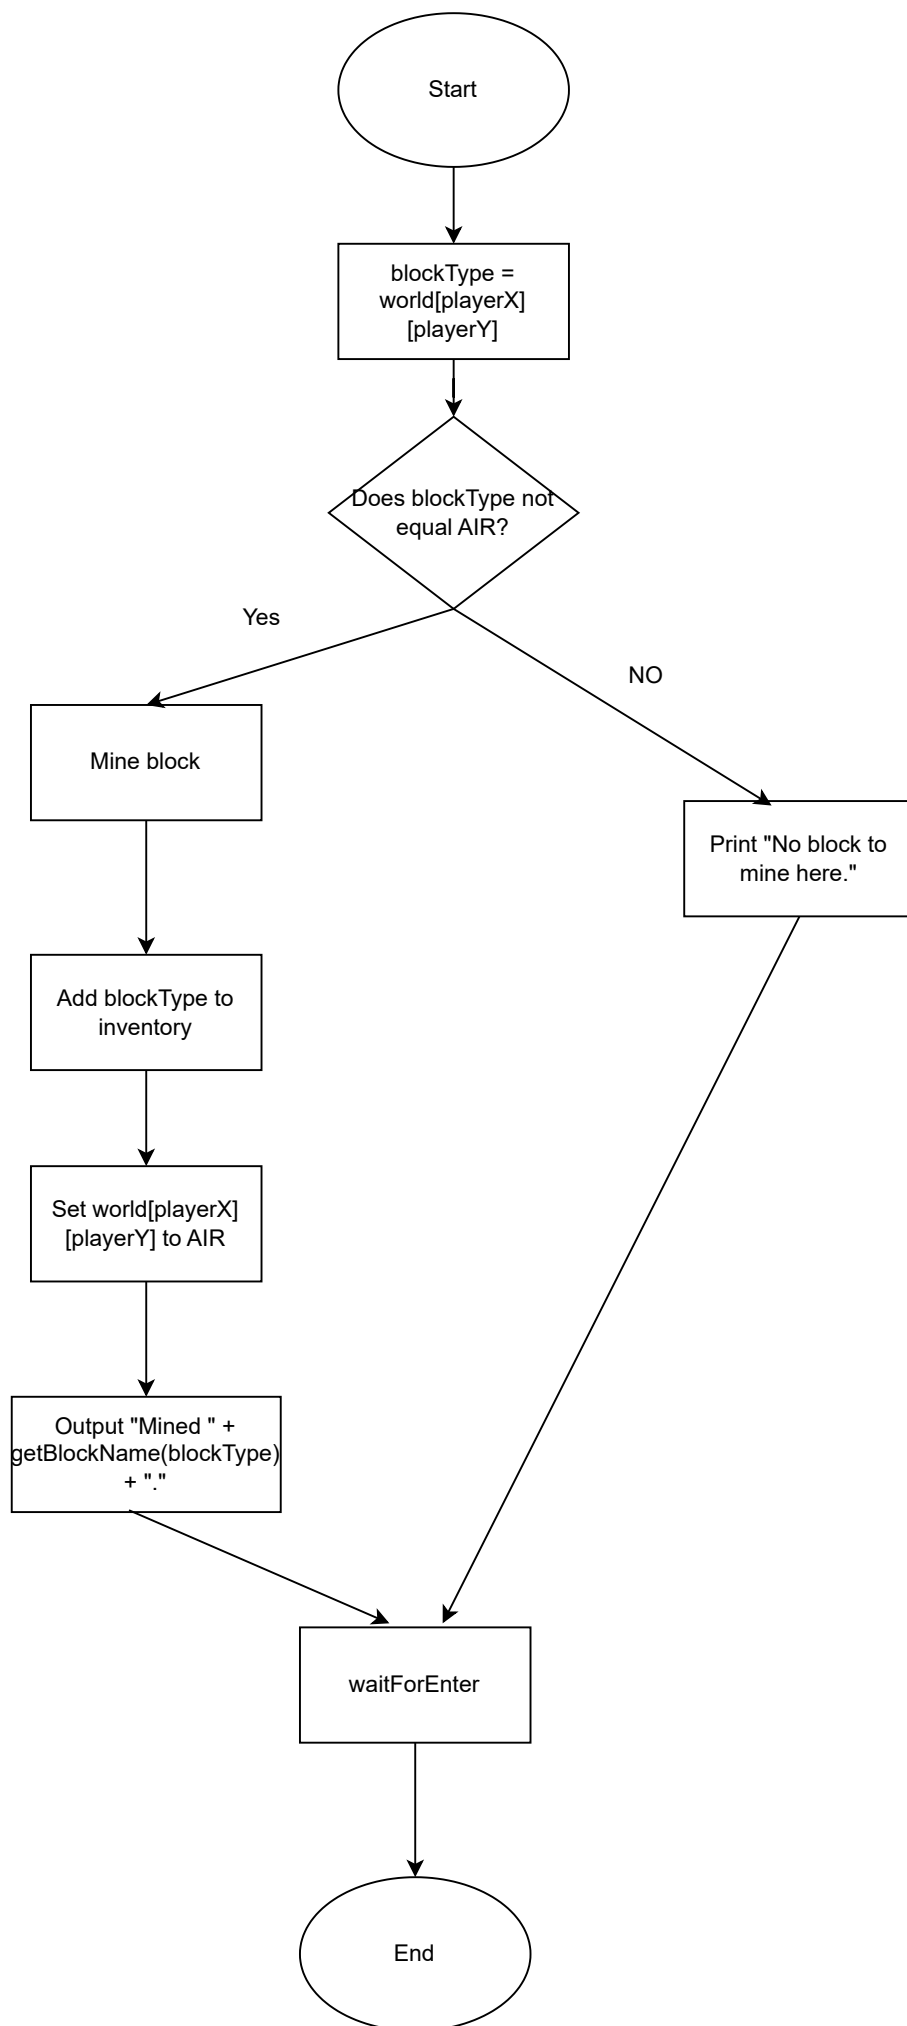 Start
blockType =
world[playerX]
[playerY]
Does blockType not
equal AIR?
Yes
NO
Mine block
Print "No block to
mine here."
Add blockType to
inventory
Set world[playerX]
[playerY] to AIR
Output "Mined " +
getBlockName(blockType)
+ "."
waitForEnter
End